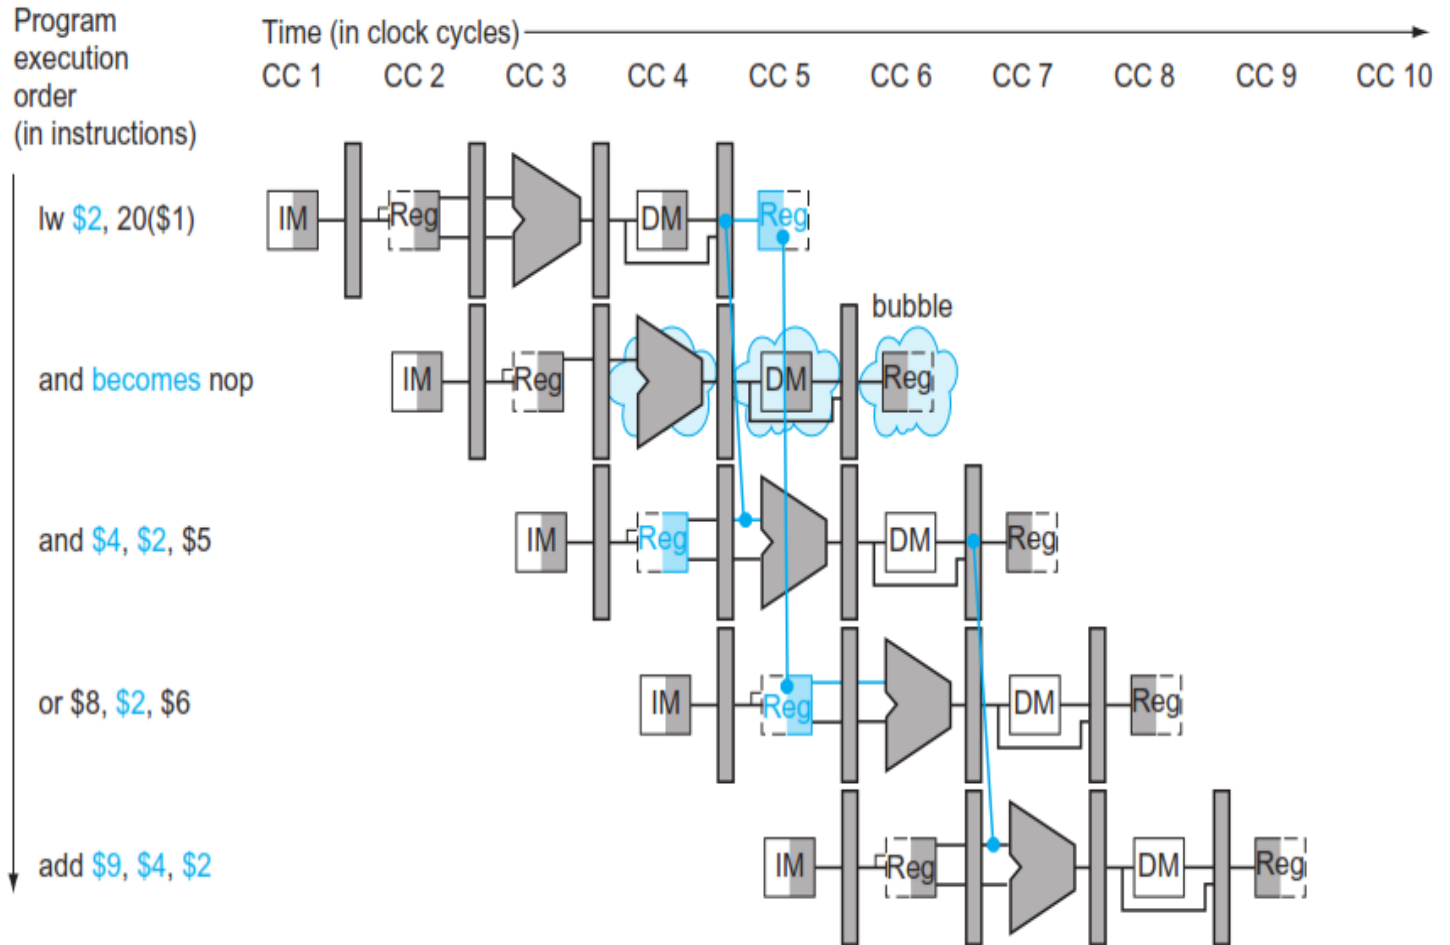 Program
execution
order
(in instructions)
Time (in clock cycles)
CC 1 CC 2 CC 3 CC 4 CC 5 CC 6 CC 7 CC 8 CC 9 CC 10
lw $2, 20($1)
IM Reg DM Reg
bubble
and becomes nop
IM Reg DM Reg
and $4, $2, $5
IM Reg DM Reg
or $8, $2, $6
IM Reg DM Reg
add $9, $4, $2
IM Reg DM Reg